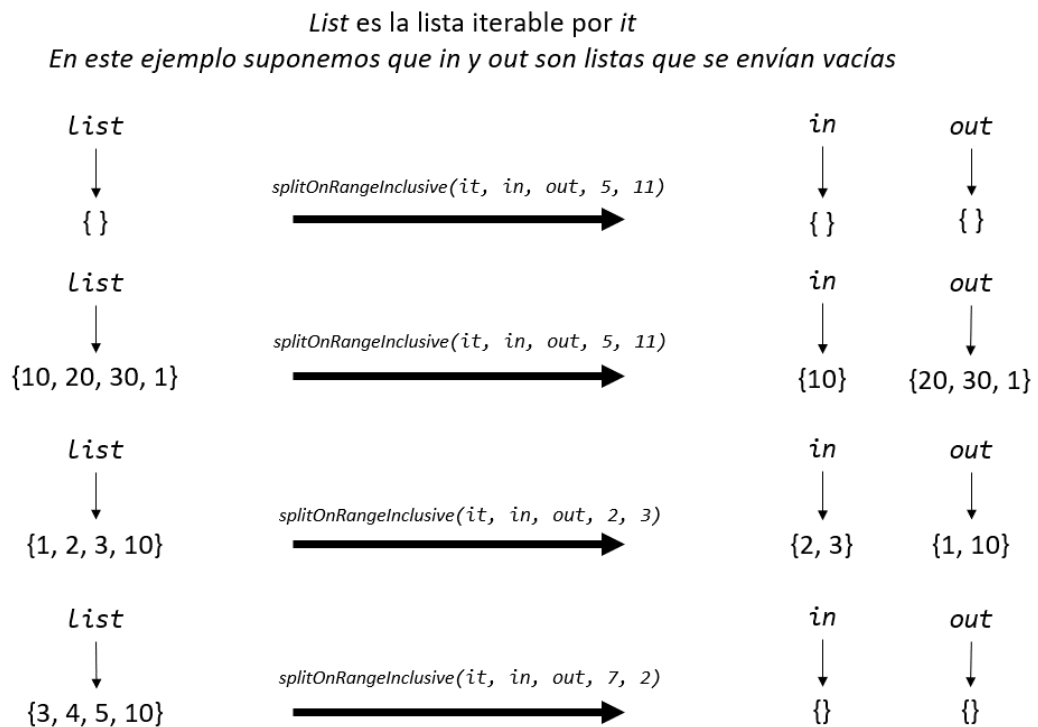 List es la lista iterable por it
En este ejemplo suponemos que in y out son listas que se envían vacías
list
in
out
splitOnRangeInclusive(it, in, out, 5, 11)
{ }
{ }
{ }
list
in
out
splitOnRangeInclusive(it, in, out, 5, 11)
{10, 20, 30, 1}
{10}
{20, 30, 1}
list
in
out
splitOnRangeInclusive(it, in, out, 2, 3)
{1, 2, 3, 10}
{2, 3}
{1, 10}
list
in
out
splitOnRangeInclusive(it, in, out, 7, 2)
{3, 4, 5, 10}
{}
{}